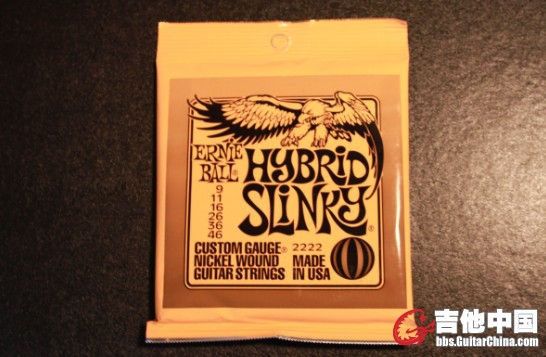 ERNIE BALL®
HYBRID SLINKY®
9
11
16
26
36
46
CUSTOM GAUGE® 2222
NICKEL WOUND MADE
GUITAR STRINGS IN USA
吉他中国
bbs.GuitarChina.com